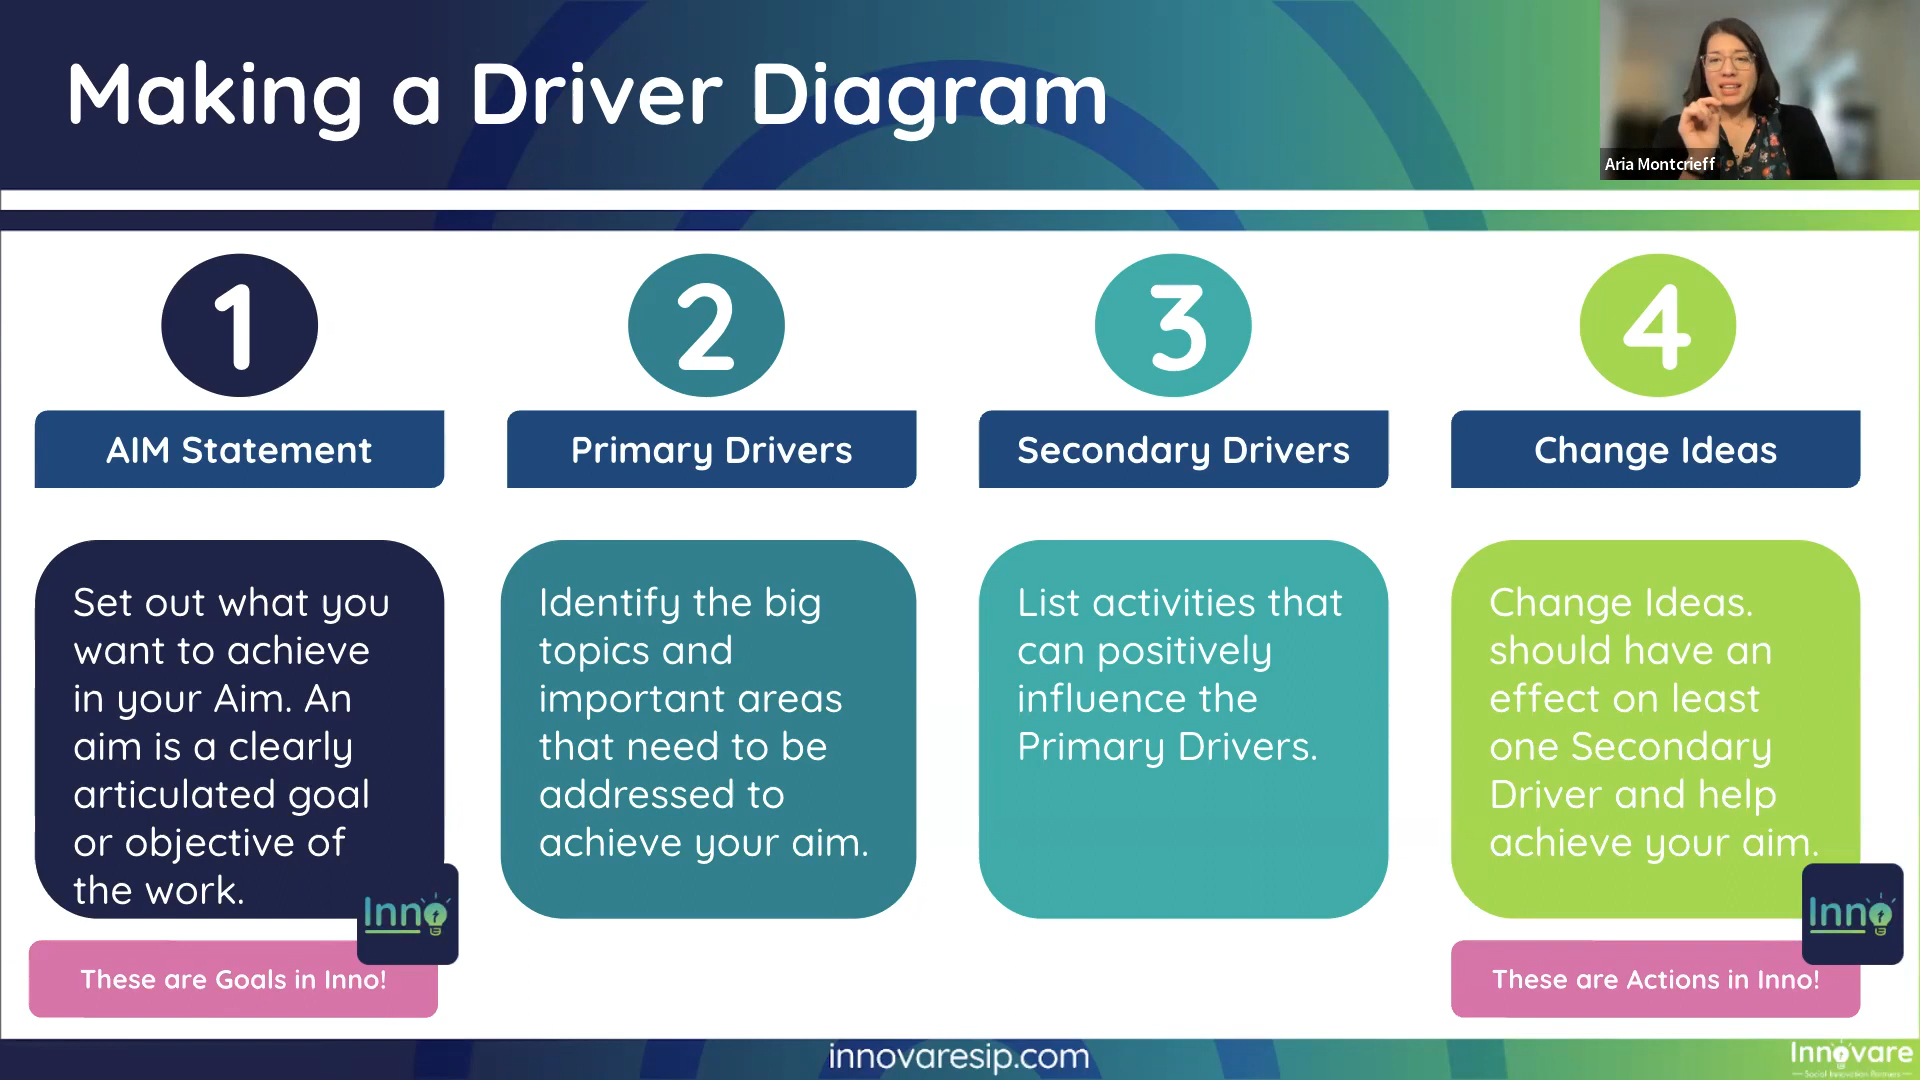 Making a Driver Diagram
Aria Montcrieff
1
2
3
4
AIM Statement
Primary Drivers
Secondary Drivers
Change Ideas
Set out what you
want to achieve
in your Aim. An
aim is a clearly
articulated goal
or objective of
the work.
Identify the big
topics and
important areas
that need to be
addressed to
achieve your aim.
List activities that
can positively
influence the
Primary Drivers.
Change Ideas.
should have an
effect on least
one Secondary
Driver and help
achieve your aim.
Inno
Inno
These are Goals in Inno!
These are Actions in Inno!
innovaresip.com
Innovare
Social Innovation Partners